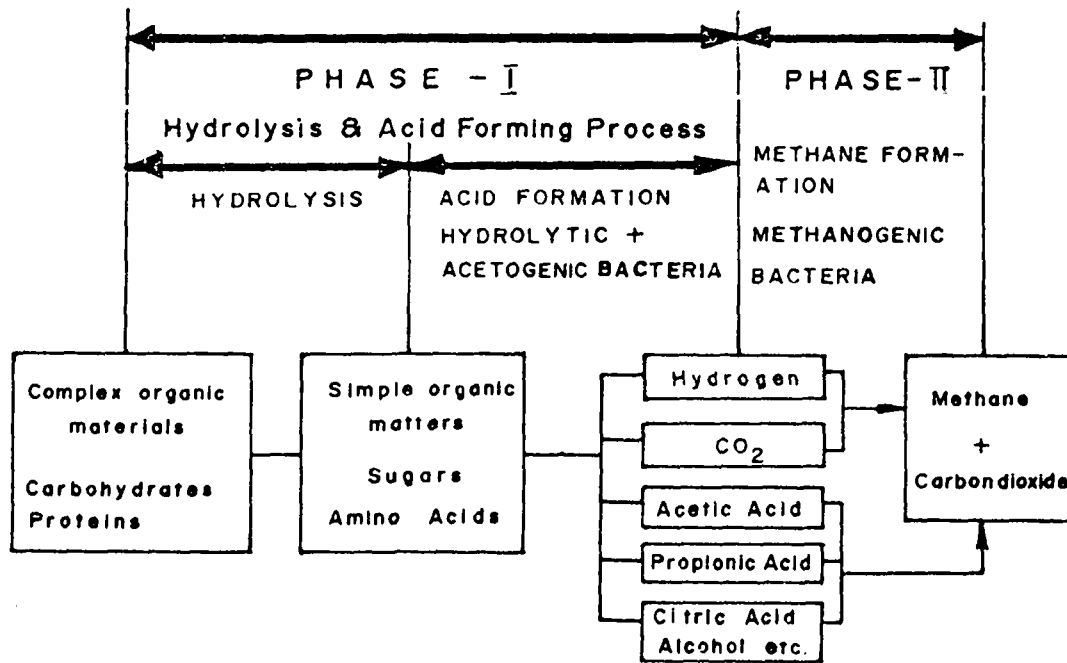 PHASE - I
PHASE-II
Hydrolysis & Acid Forming Process
HYDROLYSIS
ACID FORMATION
HYDROLYTIC +
ACETOGENIC BACTERIA
METHANE FORM-
ATION
METHANOGENIC
BACTERIA
Complex organic
materials
Carbohydrates
Proteins
Simple organic
matters
Sugars
Amino Acids
Hydrogen
CO2
Acetic Acid
Propionic Acid
Citric Acid
Alcohol etc.
Methane
+
Carbondioxide